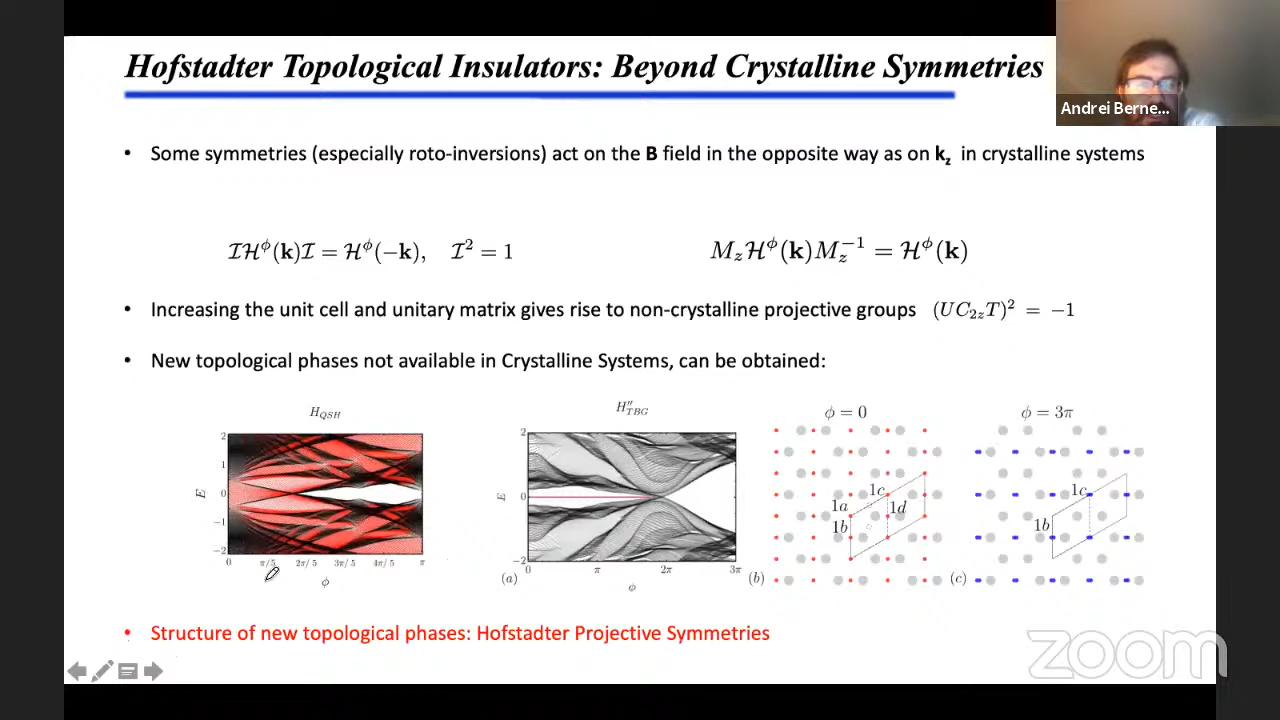 Hofstadter Topological Insulators: Beyond Crystalline Symmetries
Andrei Berne...
• Some symmetries (especially roto-inversions) act on the B field in the opposite way as on k_z in crystalline systems
𝓘𝓗^ϕ(k)𝓘 = 𝓗^ϕ(−k), 𝓘² = 1
M_z𝓗^ϕ(k)M_z^{−1} = 𝓗^ϕ(k)
• Increasing the unit cell and unitary matrix gives rise to non-crystalline projective groups (UC_{2z}T)² = −1
• New topological phases not available in Crystalline Systems, can be obtained:
H_{QSH}
E
2
1
0
−1
−2
0 π/5 2π/5 3π/5 4π/5 π
ϕ
H''_{TBG}
E
2
0
−2
0 π 2π 3π
ϕ
(a)
ϕ = 0
1a 1c
1b 1d
(b)
ϕ = 3π
1c
1b
(c)
• Structure of new topological phases: Hofstadter Projective Symmetries
zoom